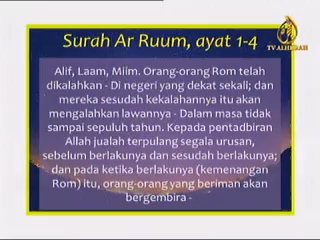 Surah Ar Ruum, ayat 1-4
TV ALHIJRAH
Alif, Laam, Miim. Orang-orang Rom telah
dikalahkan - Di negeri yang dekat sekali; dan
mereka sesudah kekalahannya itu akan
mengalahkan lawannya - Dalam masa tidak
sampai sepuluh tahun. Kepada pentadbiran
Allah jualah terpulang segala urusan,
sebelum berlakunya dan sesudah berlakunya;
dan pada ketika berlakunya (kemenangan
Rom) itu, orang-orang yang beriman akan
bergembira -